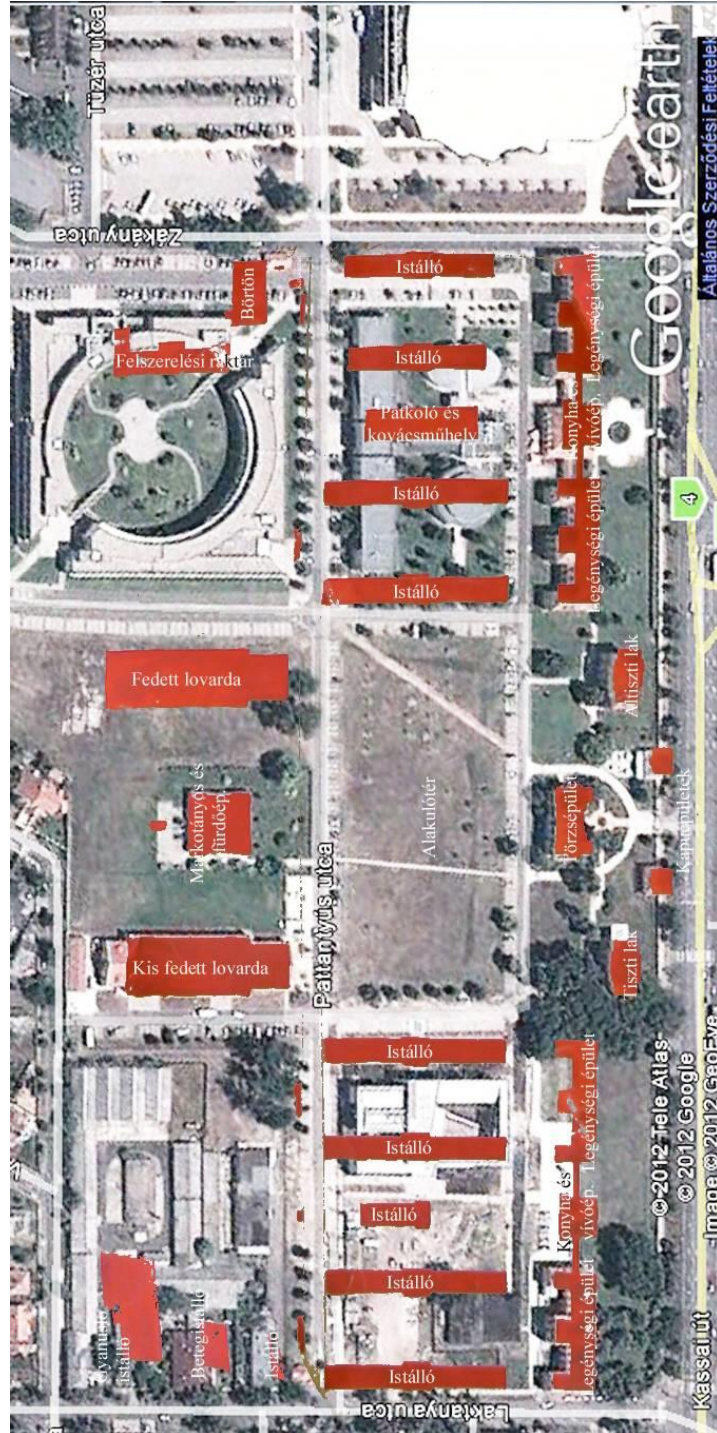 Tüzér utca
Zákány utca
Börtön
Felszerelési raktár
Istálló
Istálló
Patkoló és
kovácsműhely
Istálló
Istálló
Legénységi épület
Konyha és
vívóép.
Legénységi épület
Google earth
Általános Szerződési Feltételek
4
Fedett lovarda
Markotányos és
fürdőép.
Kis fedett lovarda
Pattantyús utca
Alakulótér
Altiszti lak
Törzsépület
Kapuépületek
Tiszti lak
Istálló
Istálló
Istálló
Istálló
Istálló
Legénységi épület
Konyha és
vívóép.
Legénységi épület
istálló
Betegistálló
Istálló
Laktanya utca
Kassai út
© 2012 Tele Atlas
© 2012 Google
Image © 2012 GeoEye